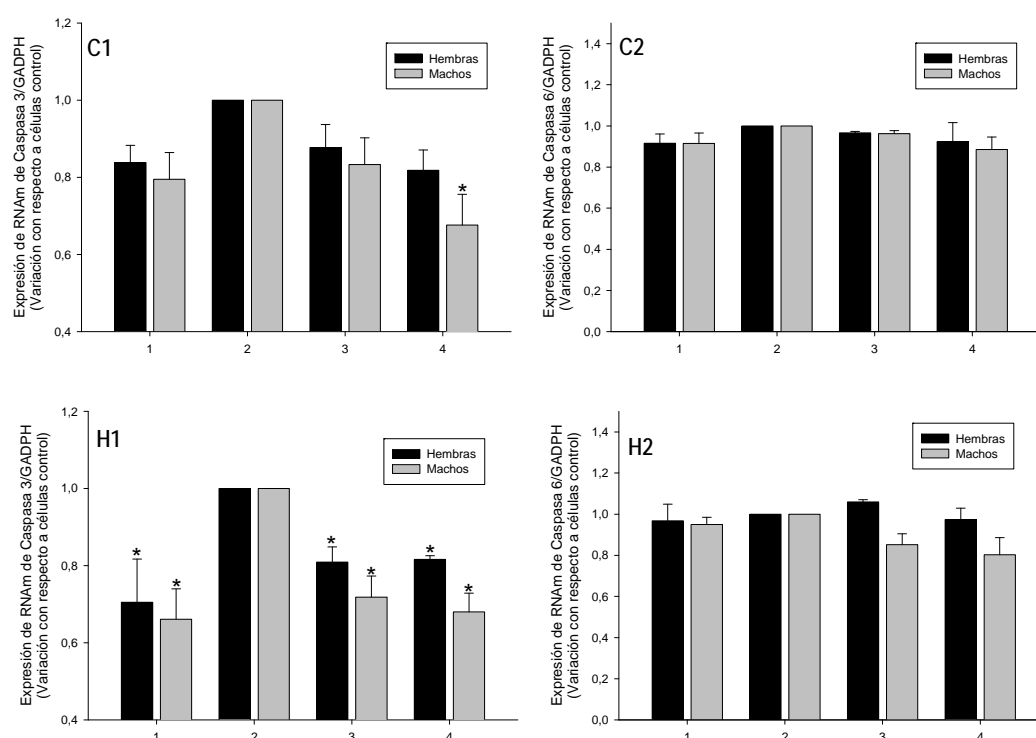 Expresión de RNAm de Caspasa 3/GADPH
(Variación con respecto a células control)
1,2
1,0
0,8
0,6
0,4
C1
Hembras
Machos
*
1 2 3 4
Expresión de RNAm de Caspasa 6/GADPH
(Variación con respecto a células control)
1,4
1,2
1,0
0,8
0,6
0,4
0,2
0,0
C2
Hembras
Machos
1 2 3 4
Expresión de RNAm de Caspasa 3/GADPH
(Variación con respecto a células control)
1,2
1,0
0,8
0,6
0,4
H1
Hembras
Machos
* * * * * *
1 2 3 4
Expresión de RNAm de Caspasa 6/GADPH
(Variación con respecto a células control)
1,4
1,2
1,0
0,8
0,6
0,4
0,2
0,0
H2
Hembras
Machos
1 2 3 4